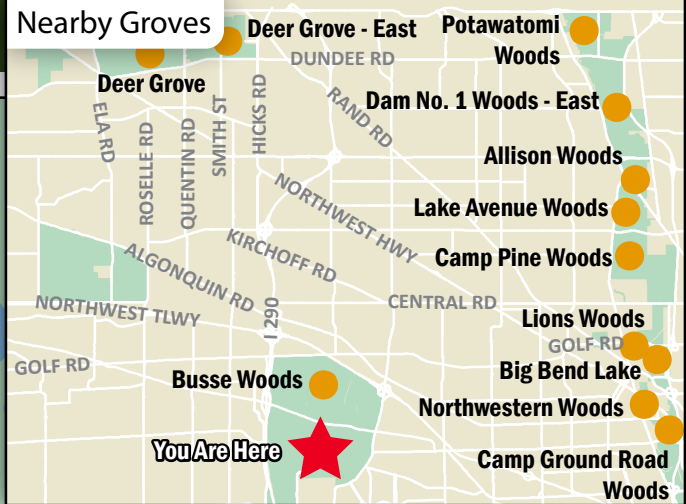 Nearby Groves
Deer Grove - East
Potawatomi
Woods
DUNDEE RD
Deer Grove
Dam No. 1 Woods - East
ELA RD
ROSELLE RD
QUENTIN RD
SMITH ST
HICKS RD
RAND RD
Allison Woods
NORTHWEST HWY
Lake Avenue Woods
KIRCHOFF RD
Camp Pine Woods
ALGONQUIN RD
NORTHWEST TLWY
I 290
CENTRAL RD
Lions Woods
GOLF RD
GOLF RD
Big Bend Lake
Busse Woods
Northwestern Woods
You Are Here
Camp Ground Road
Woods